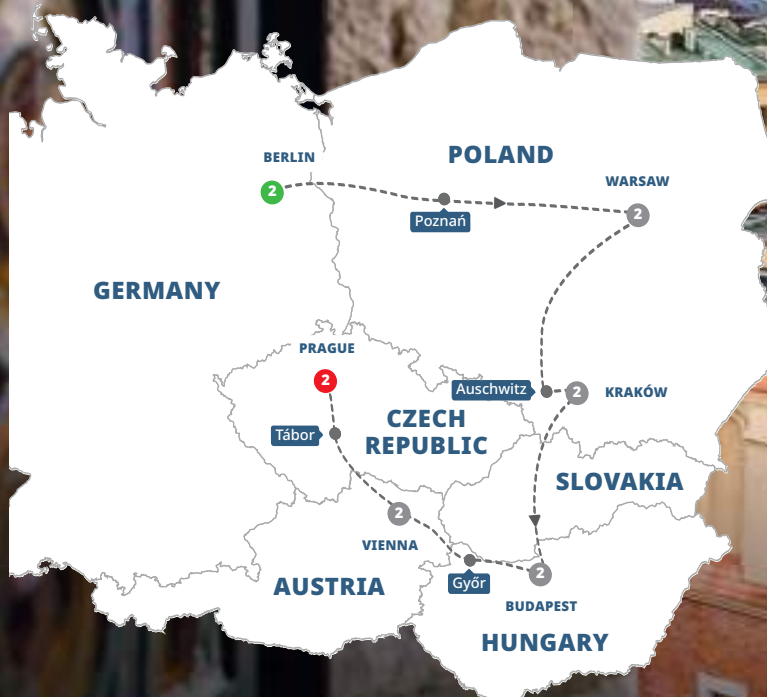 BERLIN
POLAND
WARSAW
2
2
Poznań
GERMANY
PRAGUE
2
Auschwitz
2
KRAKÓW
CZECH
REPUBLIC
Tábor
SLOVAKIA
2
VIENNA
Győr
2
AUSTRIA
BUDAPEST
HUNGARY